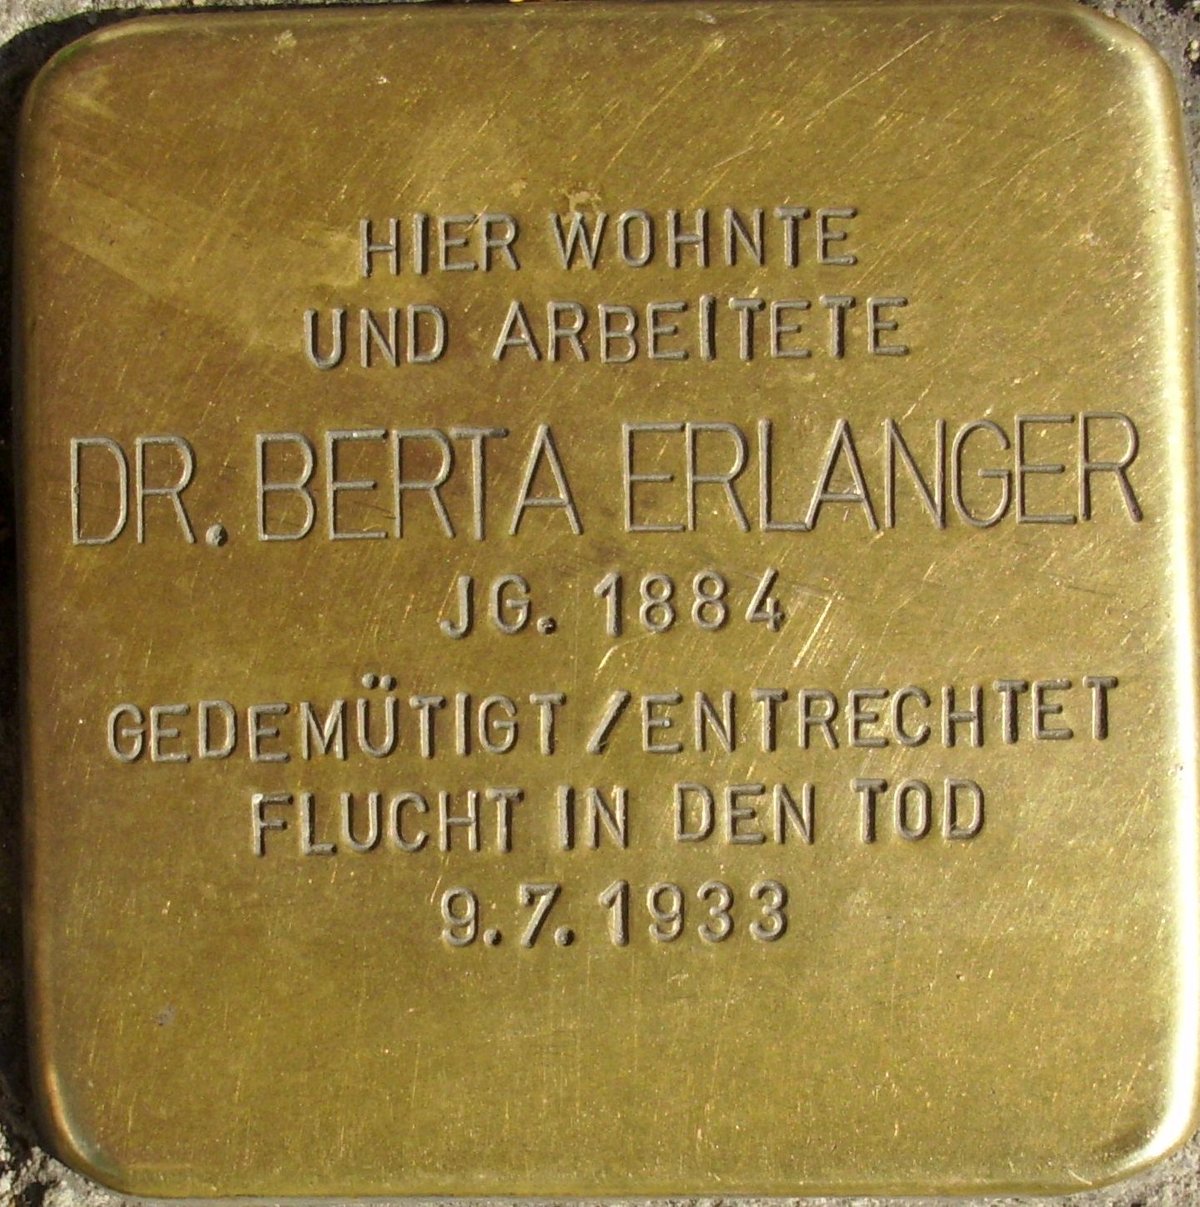 HIER WOHNTE
UND ARBEITETE
DR. BERTA ERLANGER
JG. 1884
GEDEMÜTIGT/ENTRECHTET
FLUCHT IN DEN TOD
9.7.1933